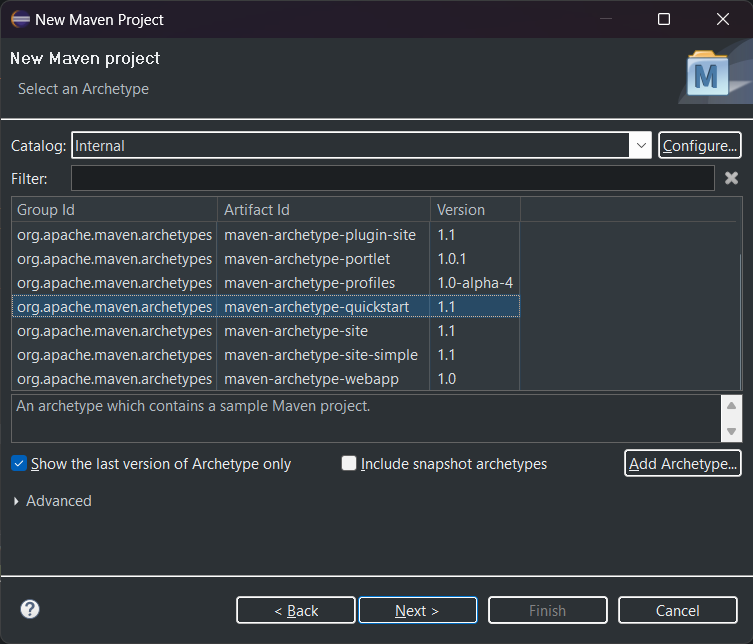 New Maven Project
New Maven project
Select an Archetype
M
Catalog: Internal Configure...
Filter:
Group Id Artifact Id Version
org.apache.maven.archetypes maven-archetype-plugin-site 1.1
org.apache.maven.archetypes maven-archetype-portlet 1.0.1
org.apache.maven.archetypes maven-archetype-profiles 1.0-alpha-4
org.apache.maven.archetypes maven-archetype-quickstart 1.1
org.apache.maven.archetypes maven-archetype-site 1.1
org.apache.maven.archetypes maven-archetype-site-simple 1.1
org.apache.maven.archetypes maven-archetype-webapp 1.0
An archetype which contains a sample Maven project.
Show the last version of Archetype only Include snapshot archetypes Add Archetype...
Advanced
? < Back Next > Finish Cancel